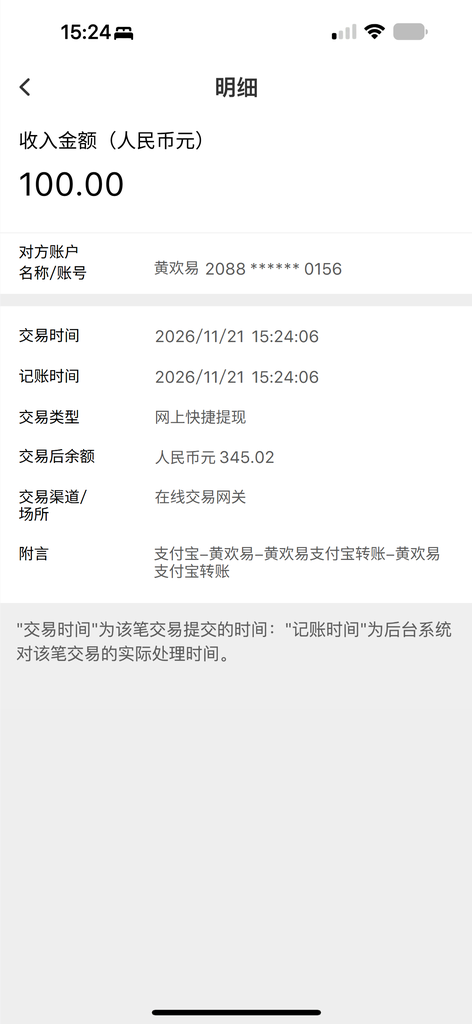 15:24
明细
收入金额（人民币元）
100.00
对方账户
名称/账号
黄欢易 2088 ****** 0156
交易时间
2026/11/21 15:24:06
记账时间
2026/11/21 15:24:06
交易类型
网上快捷提现
交易后余额
人民币元 345.02
交易渠道/
场所
在线交易网关
附言
支付宝–黄欢易–黄欢易支付宝转账–黄欢易
支付宝转账
"交易时间"为该笔交易提交的时间："记账时间"为后台系统
对该笔交易的实际处理时间。